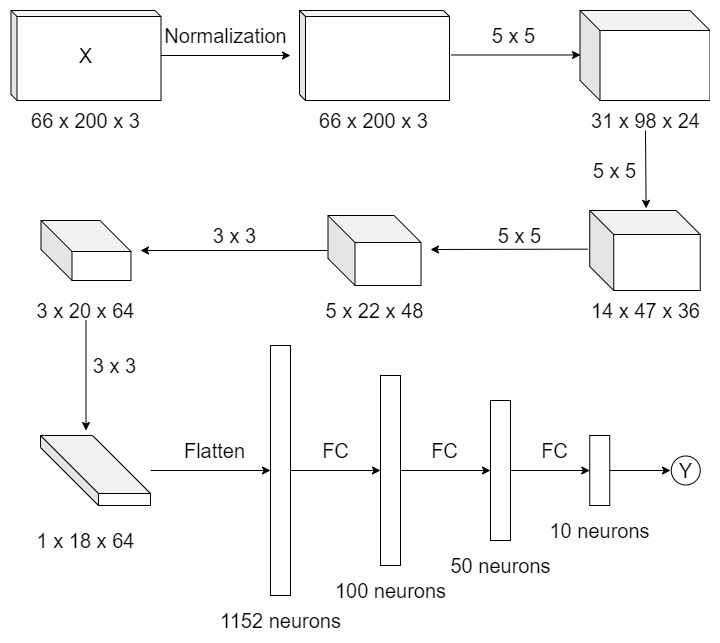 X
Normalization
5 x 5
66 x 200 x 3
66 x 200 x 3
31 x 98 x 24
5 x 5
3 x 3
5 x 5
3 x 20 x 64
5 x 22 x 48
14 x 47 x 36
3 x 3
Flatten
FC
FC
FC
Y
1 x 18 x 64
10 neurons
50 neurons
100 neurons
1152 neurons